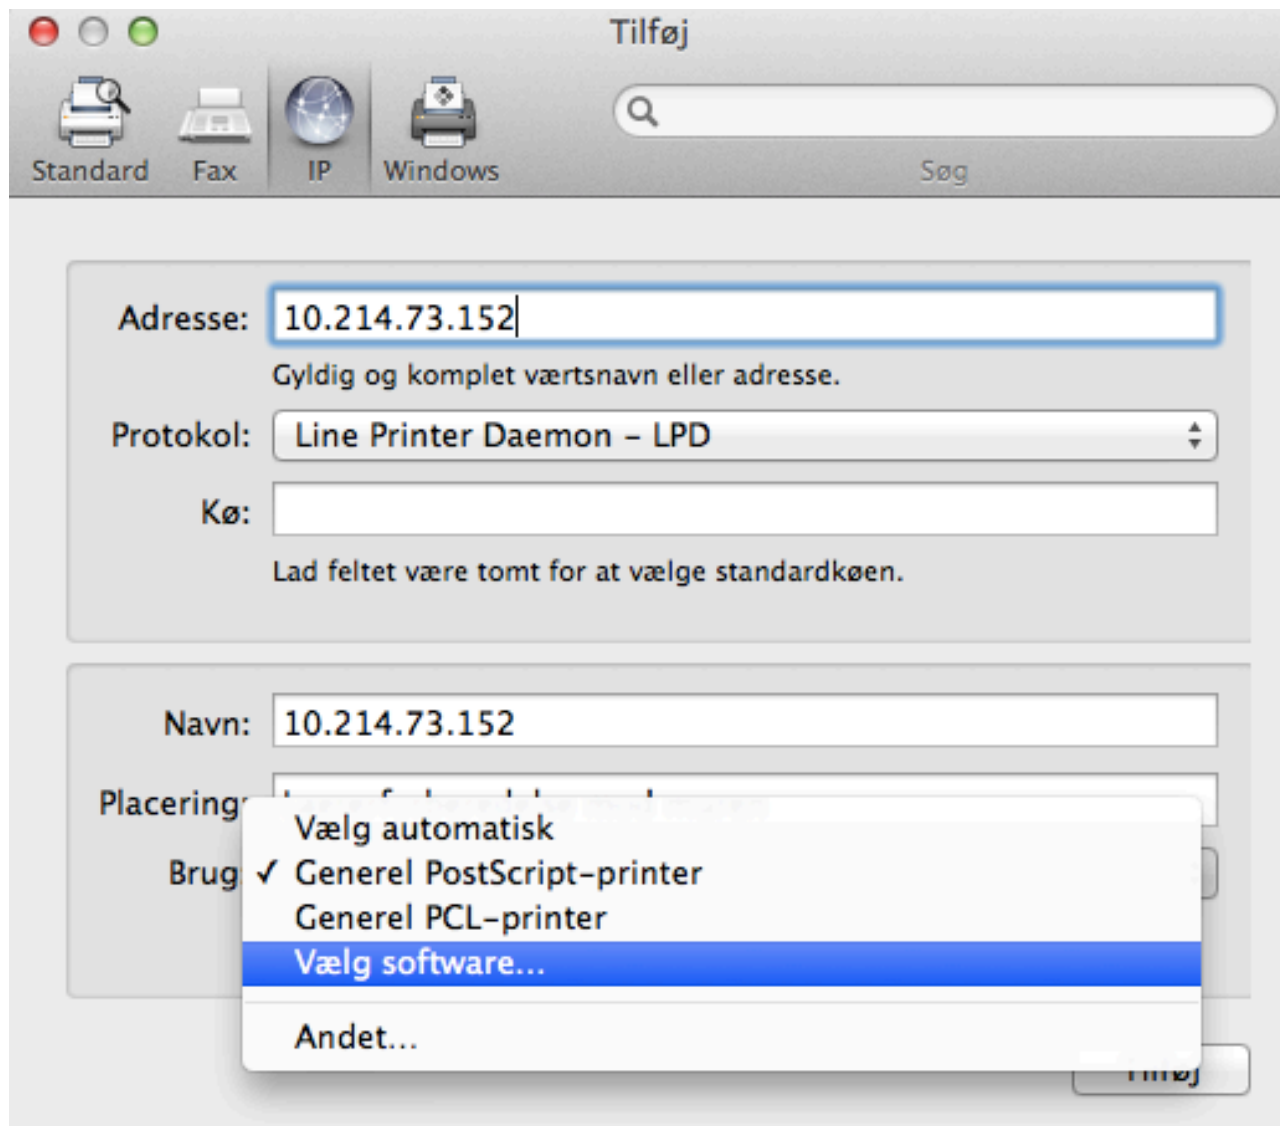 Tilføj
Standard Fax IP Windows Søg
Adresse: 10.214.73.152
Gyldig og komplet værtsnavn eller adresse.
Protokol: Line Printer Daemon – LPD
Kø:
Lad feltet være tomt for at vælge standardkøen.
Navn: 10.214.73.152
Placering:
Vælg automatisk
Brug: ✓ Generel PostScript-printer
Generel PCL-printer
Vælg software...
Andet...
Tilføj